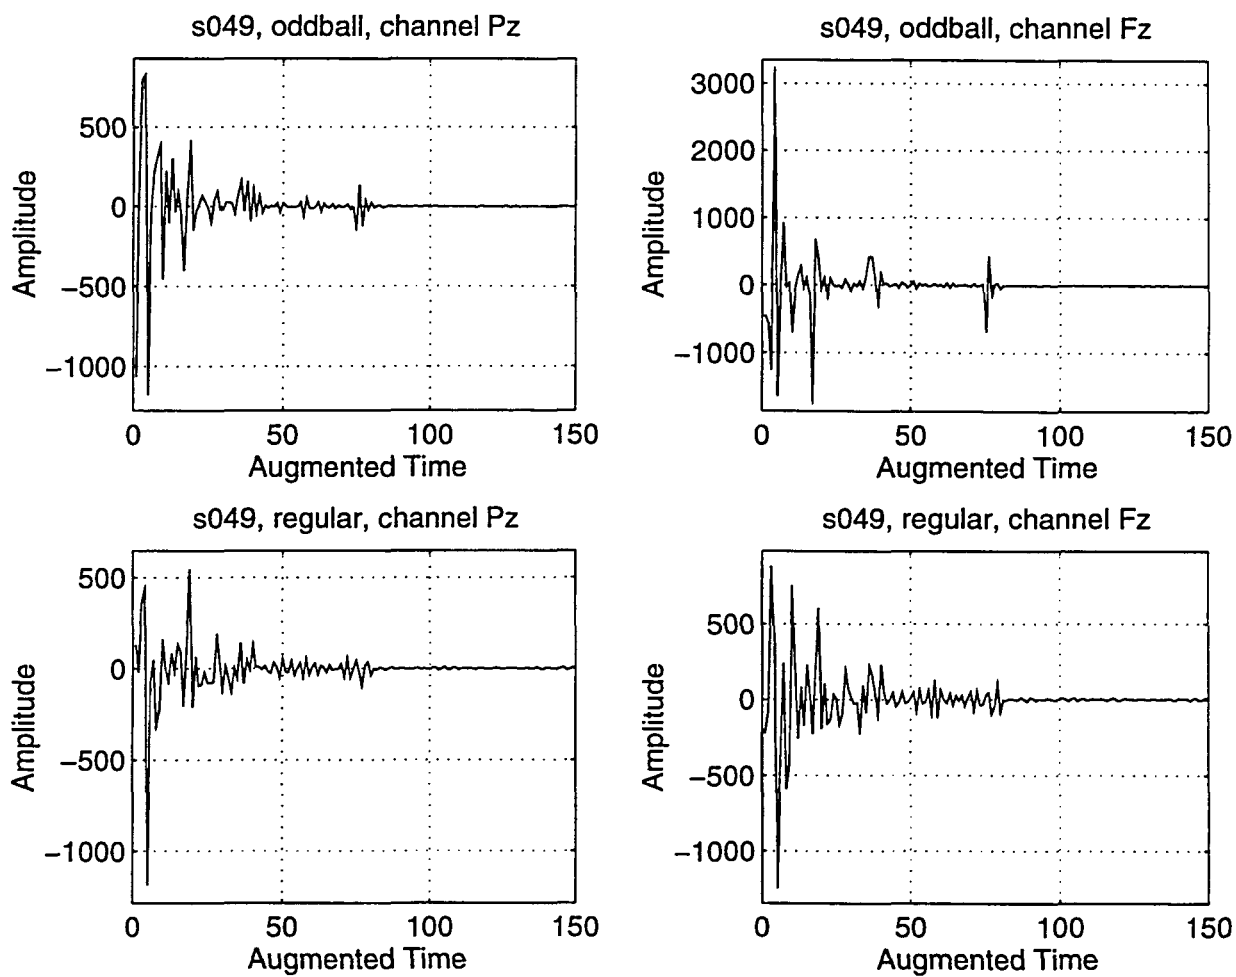 s049, oddball, channel Pz
500
0
−500
−1000
Amplitude
0 50 100 150
Augmented Time
s049, oddball, channel Fz
3000
2000
1000
0
−1000
Amplitude
0 50 100 150
Augmented Time
s049, regular, channel Pz
500
0
−500
−1000
Amplitude
0 50 100 150
Augmented Time
s049, regular, channel Fz
500
0
−500
−1000
Amplitude
0 50 100 150
Augmented Time